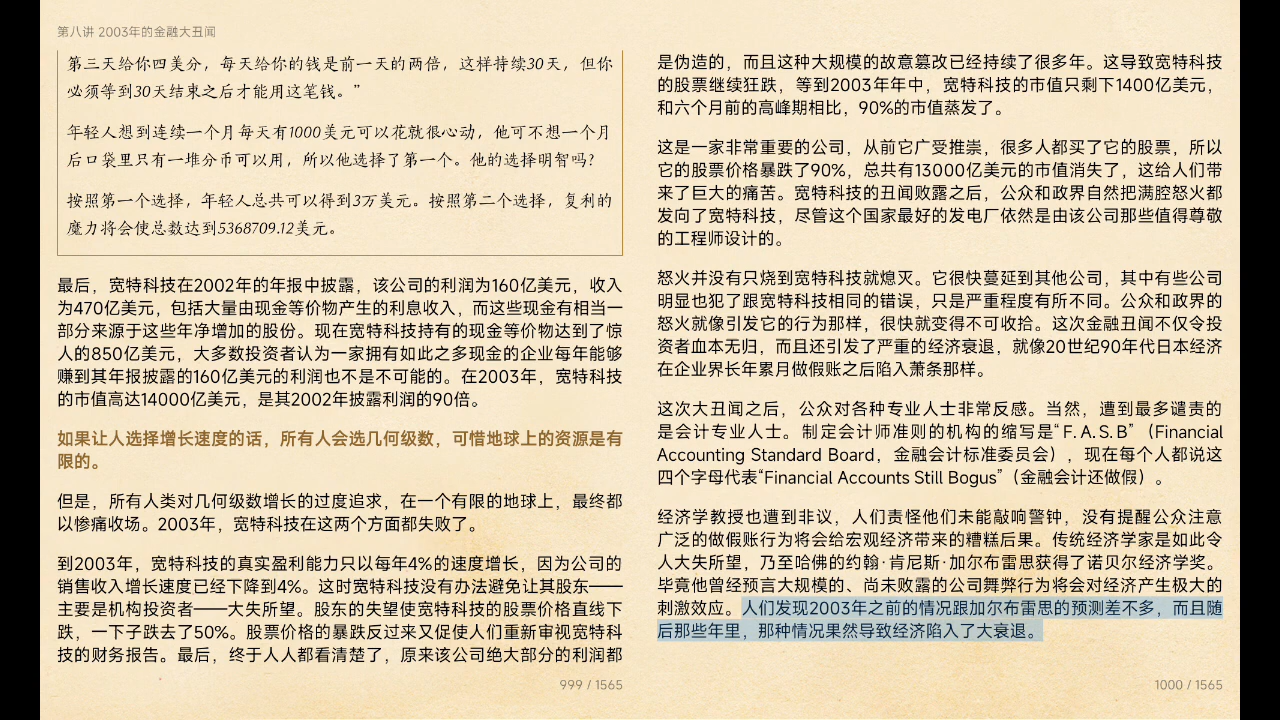 第八讲 2003年的金融大丑闻
第三天给你四美分，每天给你的钱是前一天的两倍，这样持续30天，但你
必须等到30天结束之后才能用这笔钱。”
年轻人想到连续一个月每天有1000美元可以花就很心动，他可不想一个月
后口袋里只有一堆分币可以用，所以他选择了第一个。他的选择明智吗？
按照第一个选择，年轻人总共可以得到3万美元。按照第二个选择，复利的
魔力将会使总数达到5368709.12美元。
最后，宽特科技在2002年的年报中披露，该公司的利润为160亿美元，收入
为470亿美元，包括大量由现金等价物产生的利息收入，而这些现金有相当一
部分来源于这些年净增加的股份。现在宽特科技持有的现金等价物达到了惊
人的850亿美元，大多数投资者认为一家拥有如此之多现金的企业每年能够
赚到其年报披露的160亿美元的利润也不是不可能的。在2003年，宽特科技
的市值高达14000亿美元，是其2002年披露利润的90倍。
如果让人选择增长速度的话，所有人会选几何级数，可惜地球上的资源是有
限的。
但是，所有人类对几何级数增长的过度追求，在一个有限的地球上，最终都
以惨痛收场。2003年，宽特科技在这两个方面都失败了。
到2003年，宽特科技的真实盈利能力只以每年4%的速度增长，因为公司的
销售收入增长速度已经下降到4%。这时宽特科技没有办法避免让其股东——
主要是机构投资者——大失所望。股东的失望使宽特科技的股票价格直线下
跌，一下子跌去了50%。股票价格的暴跌反过来又促使人们重新审视宽特科
技的财务报告。最后，终于人人都看清楚了，原来该公司绝大部分的利润都
999 / 1565
是伪造的，而且这种大规模的故意篡改已经持续了很多年。这导致宽特科技
的股票继续狂跌，等到2003年年中，宽特科技的市值只剩下1400亿美元，
和六个月前的高峰期相比，90%的市值蒸发了。
这是一家非常重要的公司，从前它广受推崇，很多人都买了它的股票，所以
它的股票价格暴跌了90%，总共有13000亿美元的市值消失了，这给人们带
来了巨大的痛苦。宽特科技的丑闻败露之后，公众和政界自然把满腔怒火都
发向了宽特科技，尽管这个国家最好的发电厂依然是由该公司那些值得尊敬
的工程师设计的。
怒火并没有只烧到宽特科技就熄灭。它很快蔓延到其他公司，其中有些公司
明显也犯了跟宽特科技相同的错误，只是严重程度有所不同。公众和政界的
怒火就像引发它的行为那样，很快就变得不可收拾。这次金融丑闻不仅令投
资者血本无归，而且还引发了严重的经济衰退，就像20世纪90年代日本经济
在企业界长年累月做假账之后陷入萧条那样。
这次大丑闻之后，公众对各种专业人士非常反感。当然，遭到最多谴责的
是会计专业人士。制定会计师准则的机构的缩写是“F.A.S.B”（Financial
Accounting Standard Board，金融会计标准委员会），现在每个人都说这
四个字母代表“Financial Accounts Still Bogus”（金融会计还做假）。
经济学教授也遭到非议，人们责怪他们未能敲响警钟，没有提醒公众注意
广泛的做假账行为将会给宏观经济带来的糟糕后果。传统经济学家是如此令
人大失所望，乃至哈佛的约翰·肯尼斯·加尔布雷思获得了诺贝尔经济学奖。
毕竟他曾经预言大规模的、尚未败露的公司舞弊行为将会对经济产生极大的
刺激效应。人们发现2003年之前的情况跟加尔布雷思的预测差不多，而且随
后那些年里，那种情况果然导致经济陷入了大衰退。
1000 / 1565